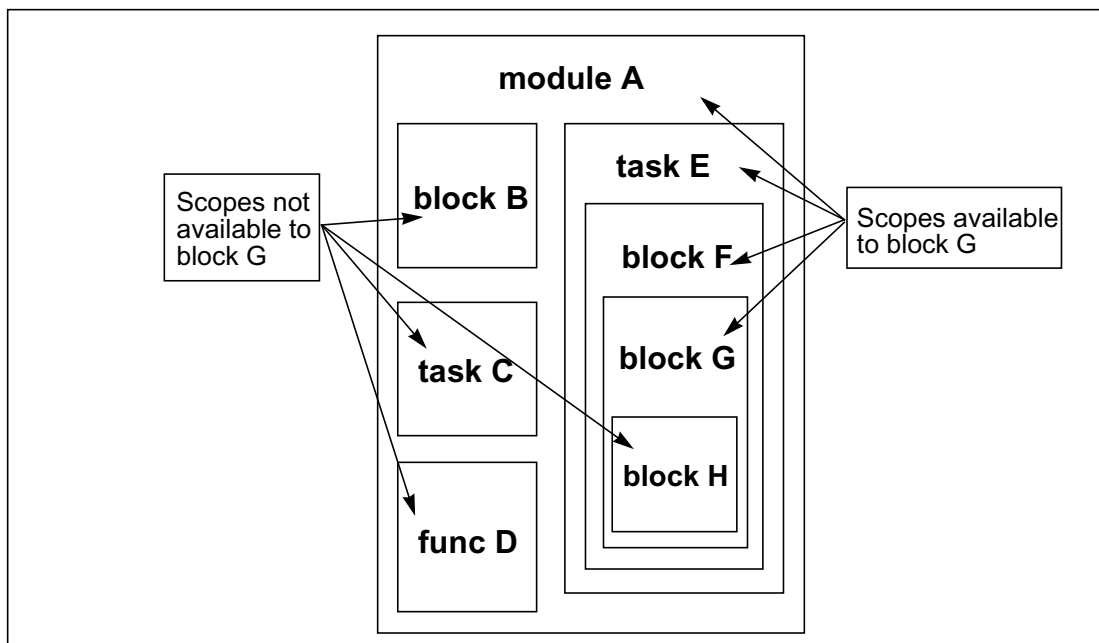 module A
task E
block B
Scopes not
available to
block G
Scopes available
to block G
block F
block G
task C
block H
func D